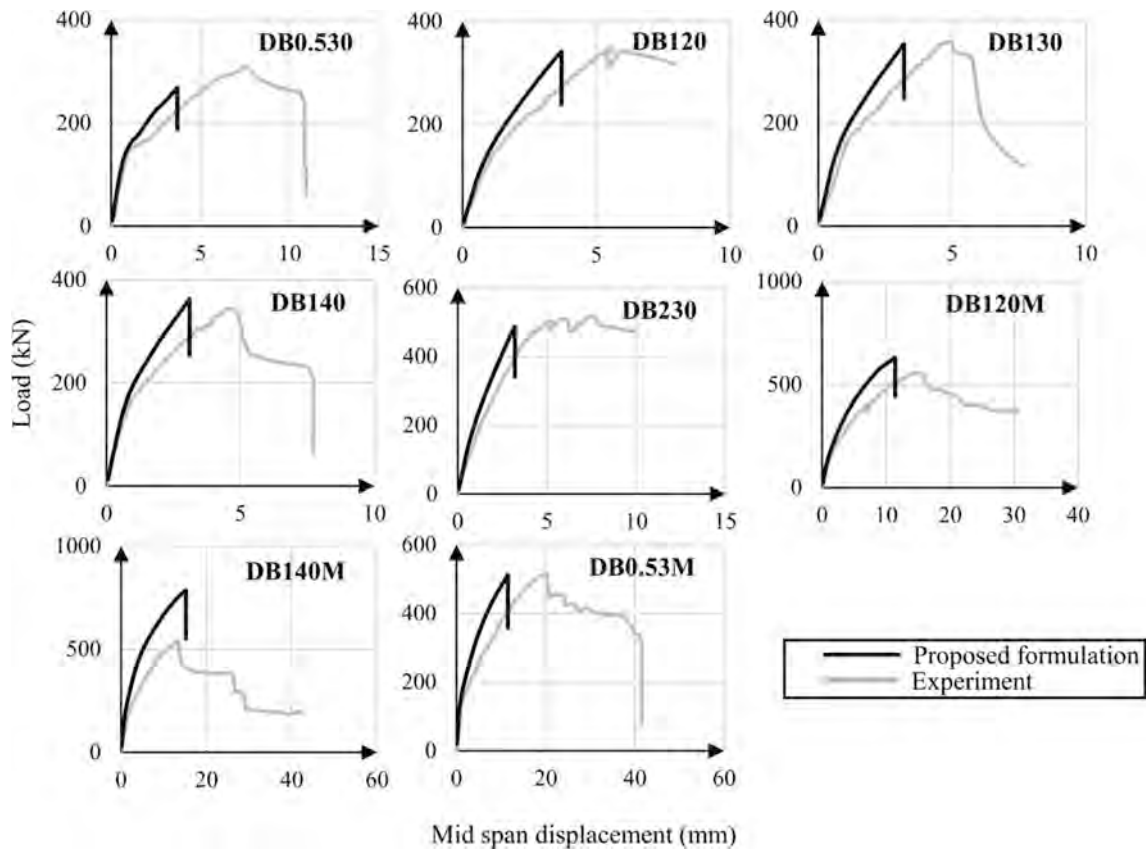 400
DB0.530
200
0
0 5 10 15
400
DB120
200
0
0 5 10
400
DB130
200
0
0 5 10
Load (kN)
400
DB140
200
0
0 5 10
600
DB230
400
200
0
0 5 10 15
1000
DB120M
500
0
0 10 20 30 40
1000
DB140M
500
0
0 20 40 60
600
DB0.53M
400
200
0
0 20 40 60
Proposed formulation
Experiment
Mid span displacement (mm)